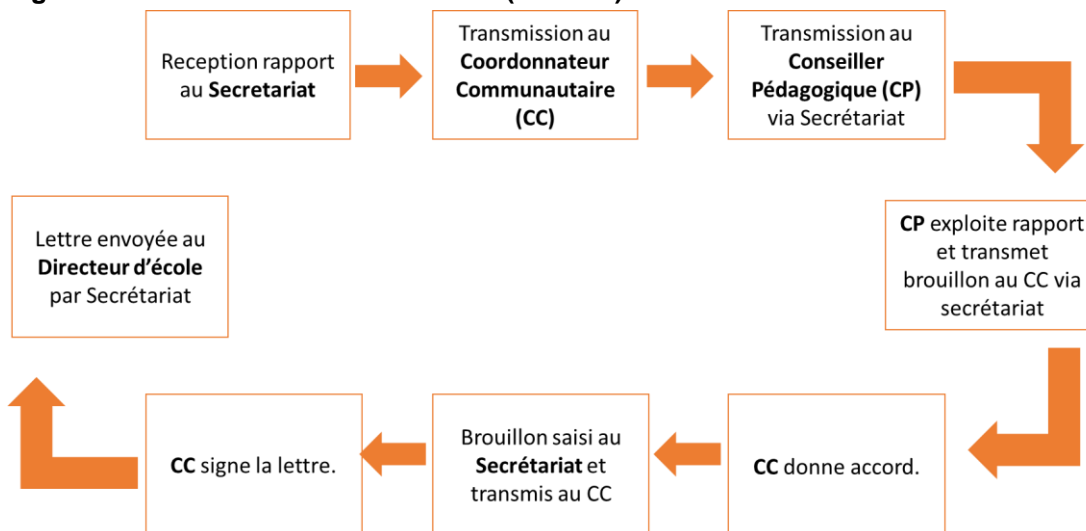 Reception rapport
au Secretariat
Transmission au
Coordonnateur
Communautaire
(CC)
Transmission au
Conseiller
Pédagogique (CP)
via Secrétariat
CP exploite rapport
et transmet
brouillon au CC via
secrétariat
CC donne accord.
Brouillon saisi au
Secrétariat et
transmis au CC
CC signe la lettre.
Lettre envoyée au
Directeur d'école
par Secrétariat